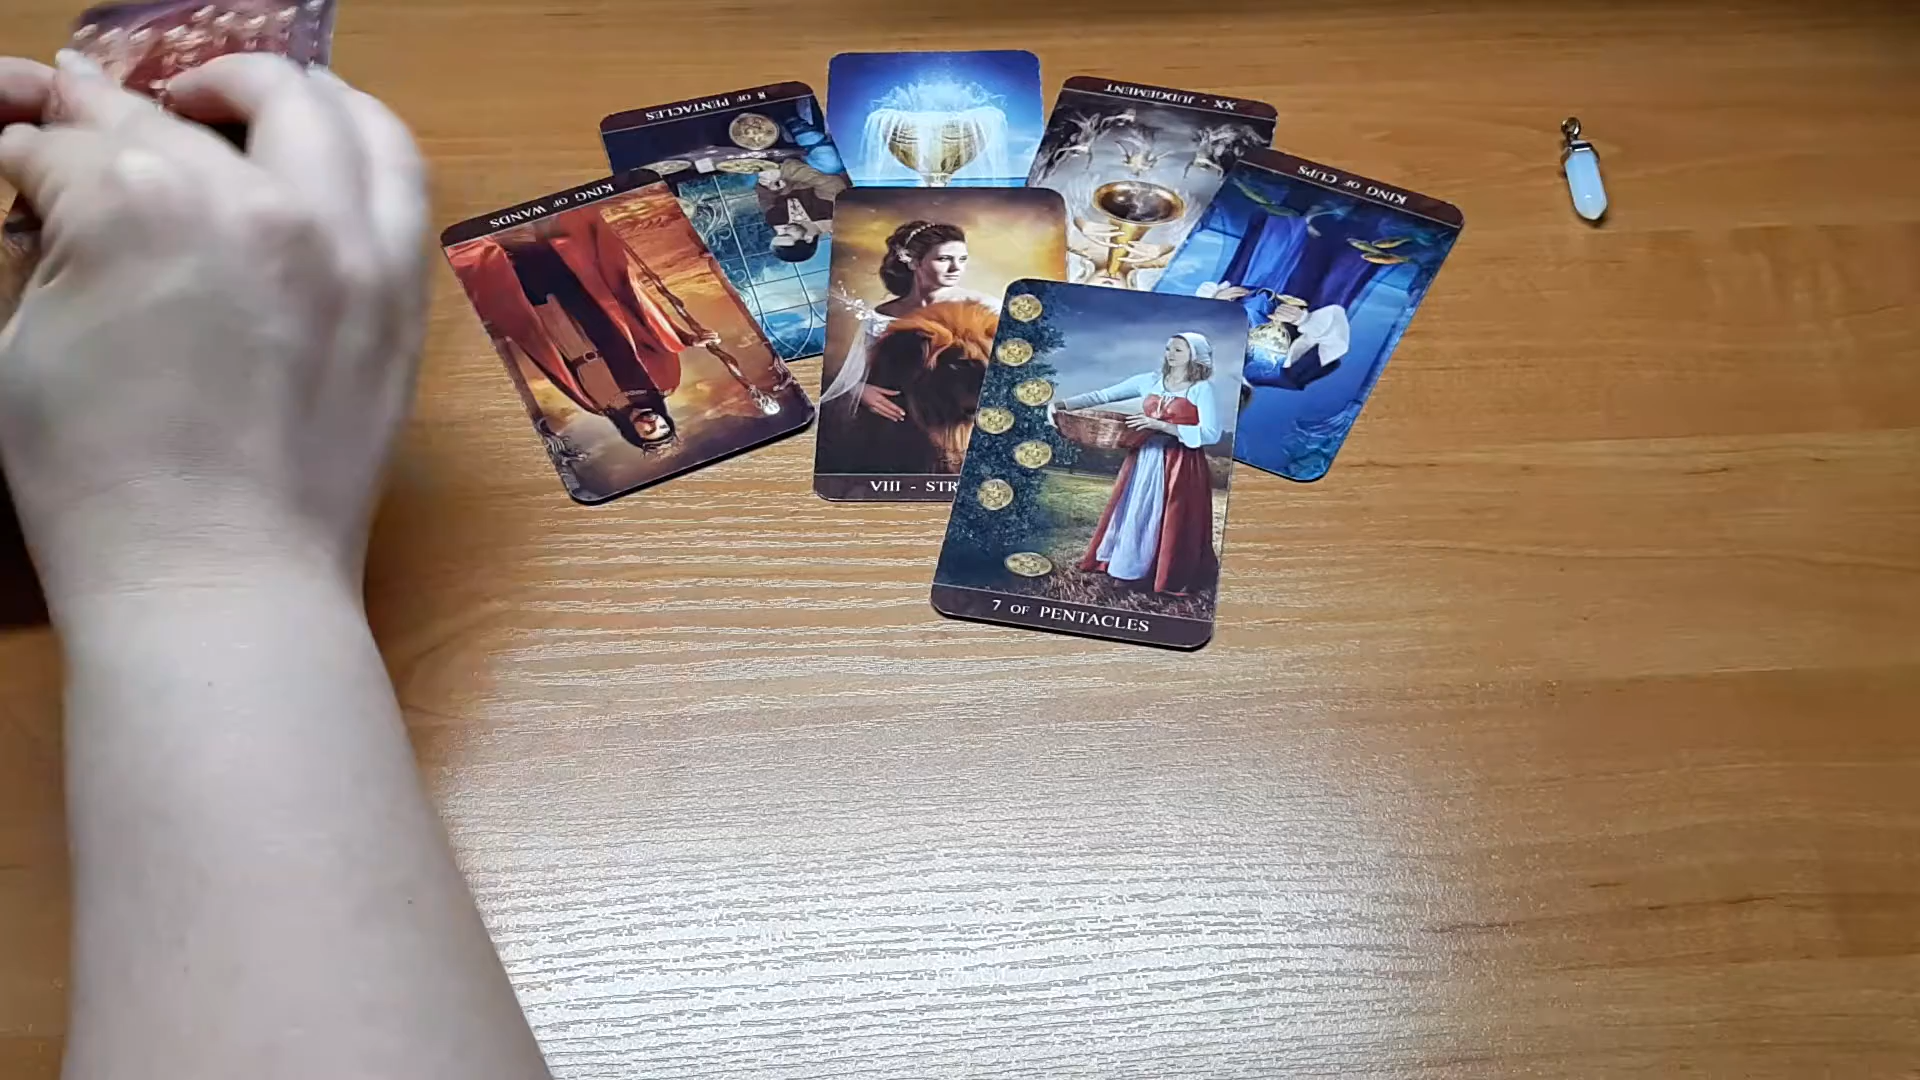 8 OF PENTACLES
XX - JUDGEMENT
KING OF CUPS
KING OF WANDS
VIII - STR
7 OF PENTACLES